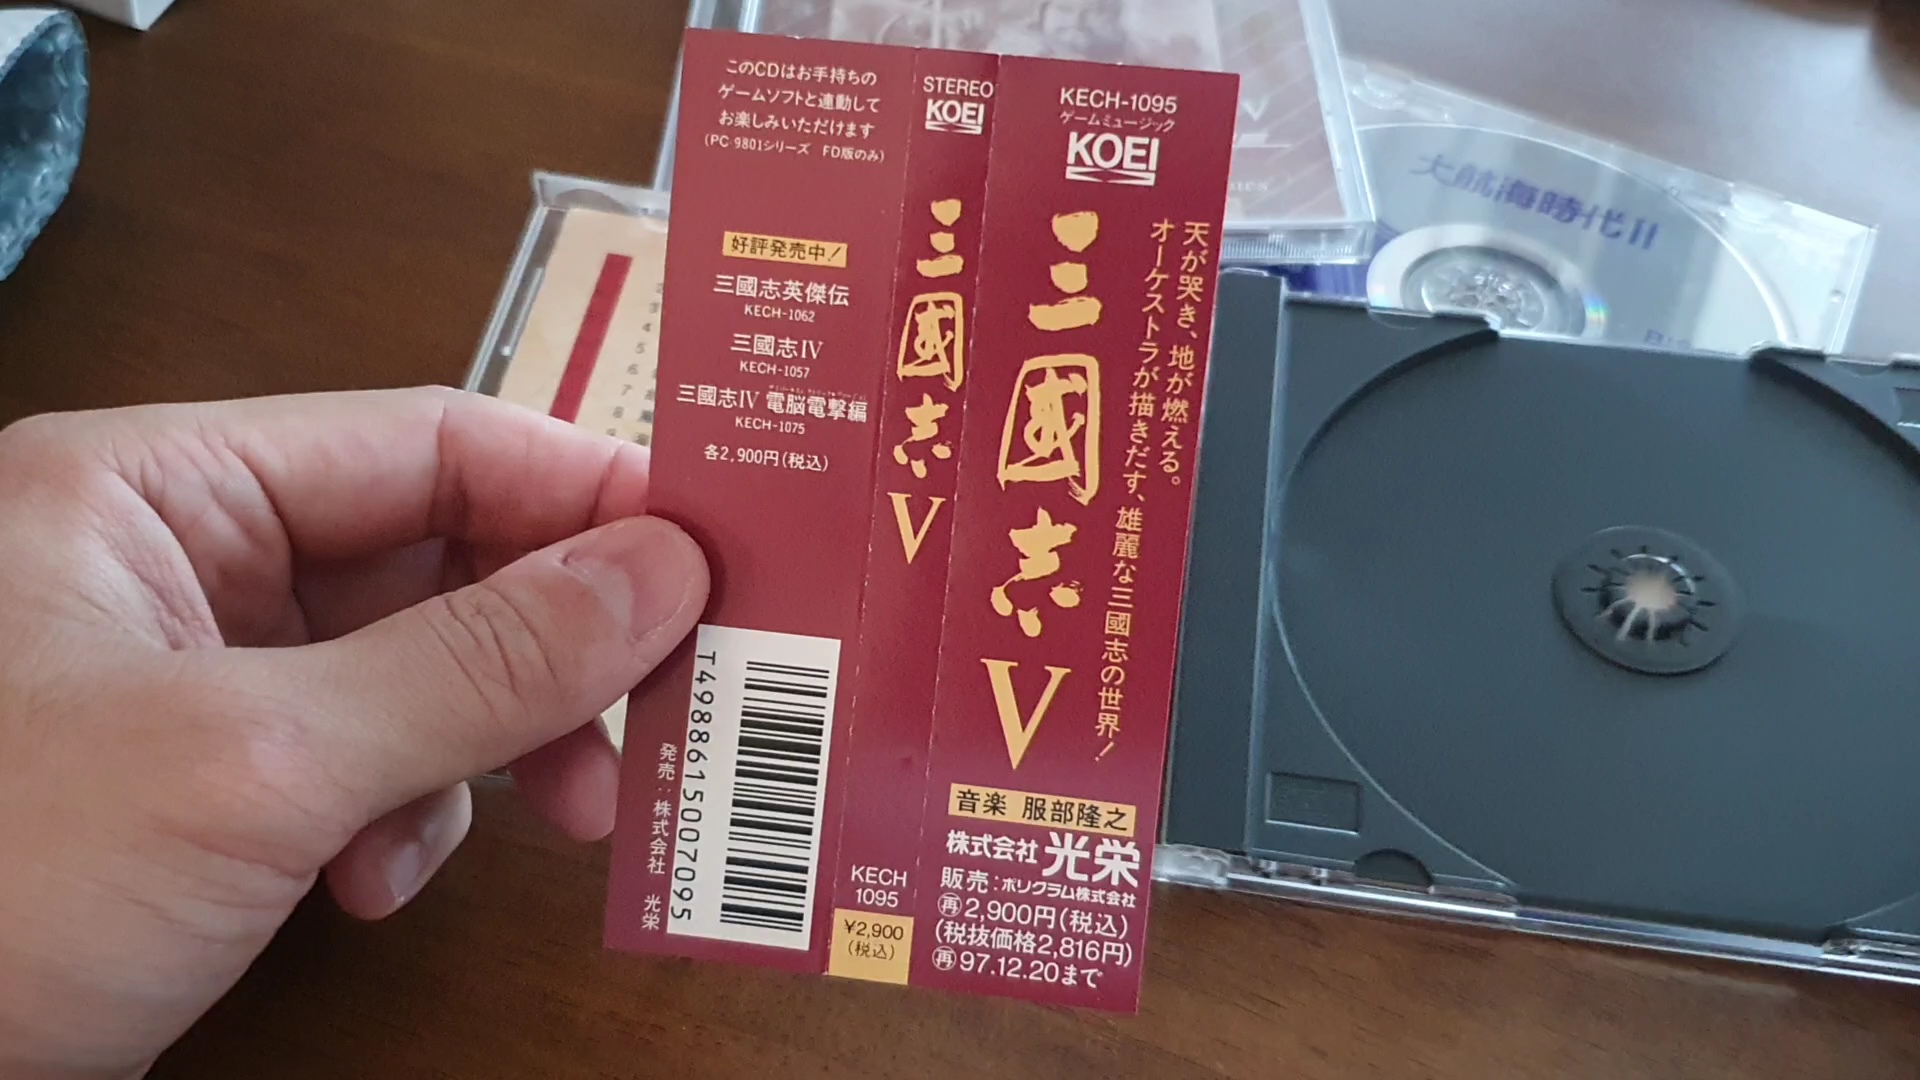 このCDはお手持ちの
ゲームソフトと連動して
お楽しみいただけます
(PC-9801シリーズ FD版のみ)
好評発売中!
三國志英傑伝
KECH-1062
三國志IV
KECH-1057
三國志IV 電脳電撃編
KECH-1075
各2,900円(税込)
T4988615007095
発売:株式会社 光栄
STEREO
KOEI
三國志V
KECH
1095
¥2,900
(税込)
KECH-1095
ゲームミュージック
KOEI
天が哭き、地が燃える。
オーケストラが描きだす、雄麗な三國志の世界!
三國志V
音楽 服部隆之
株式会社光栄
販売:ポリグラム株式会社
再2,900円(税込)
(税抜価格2,816円)
再97.12.20まで
大航海時代II
4
5
6
7
8